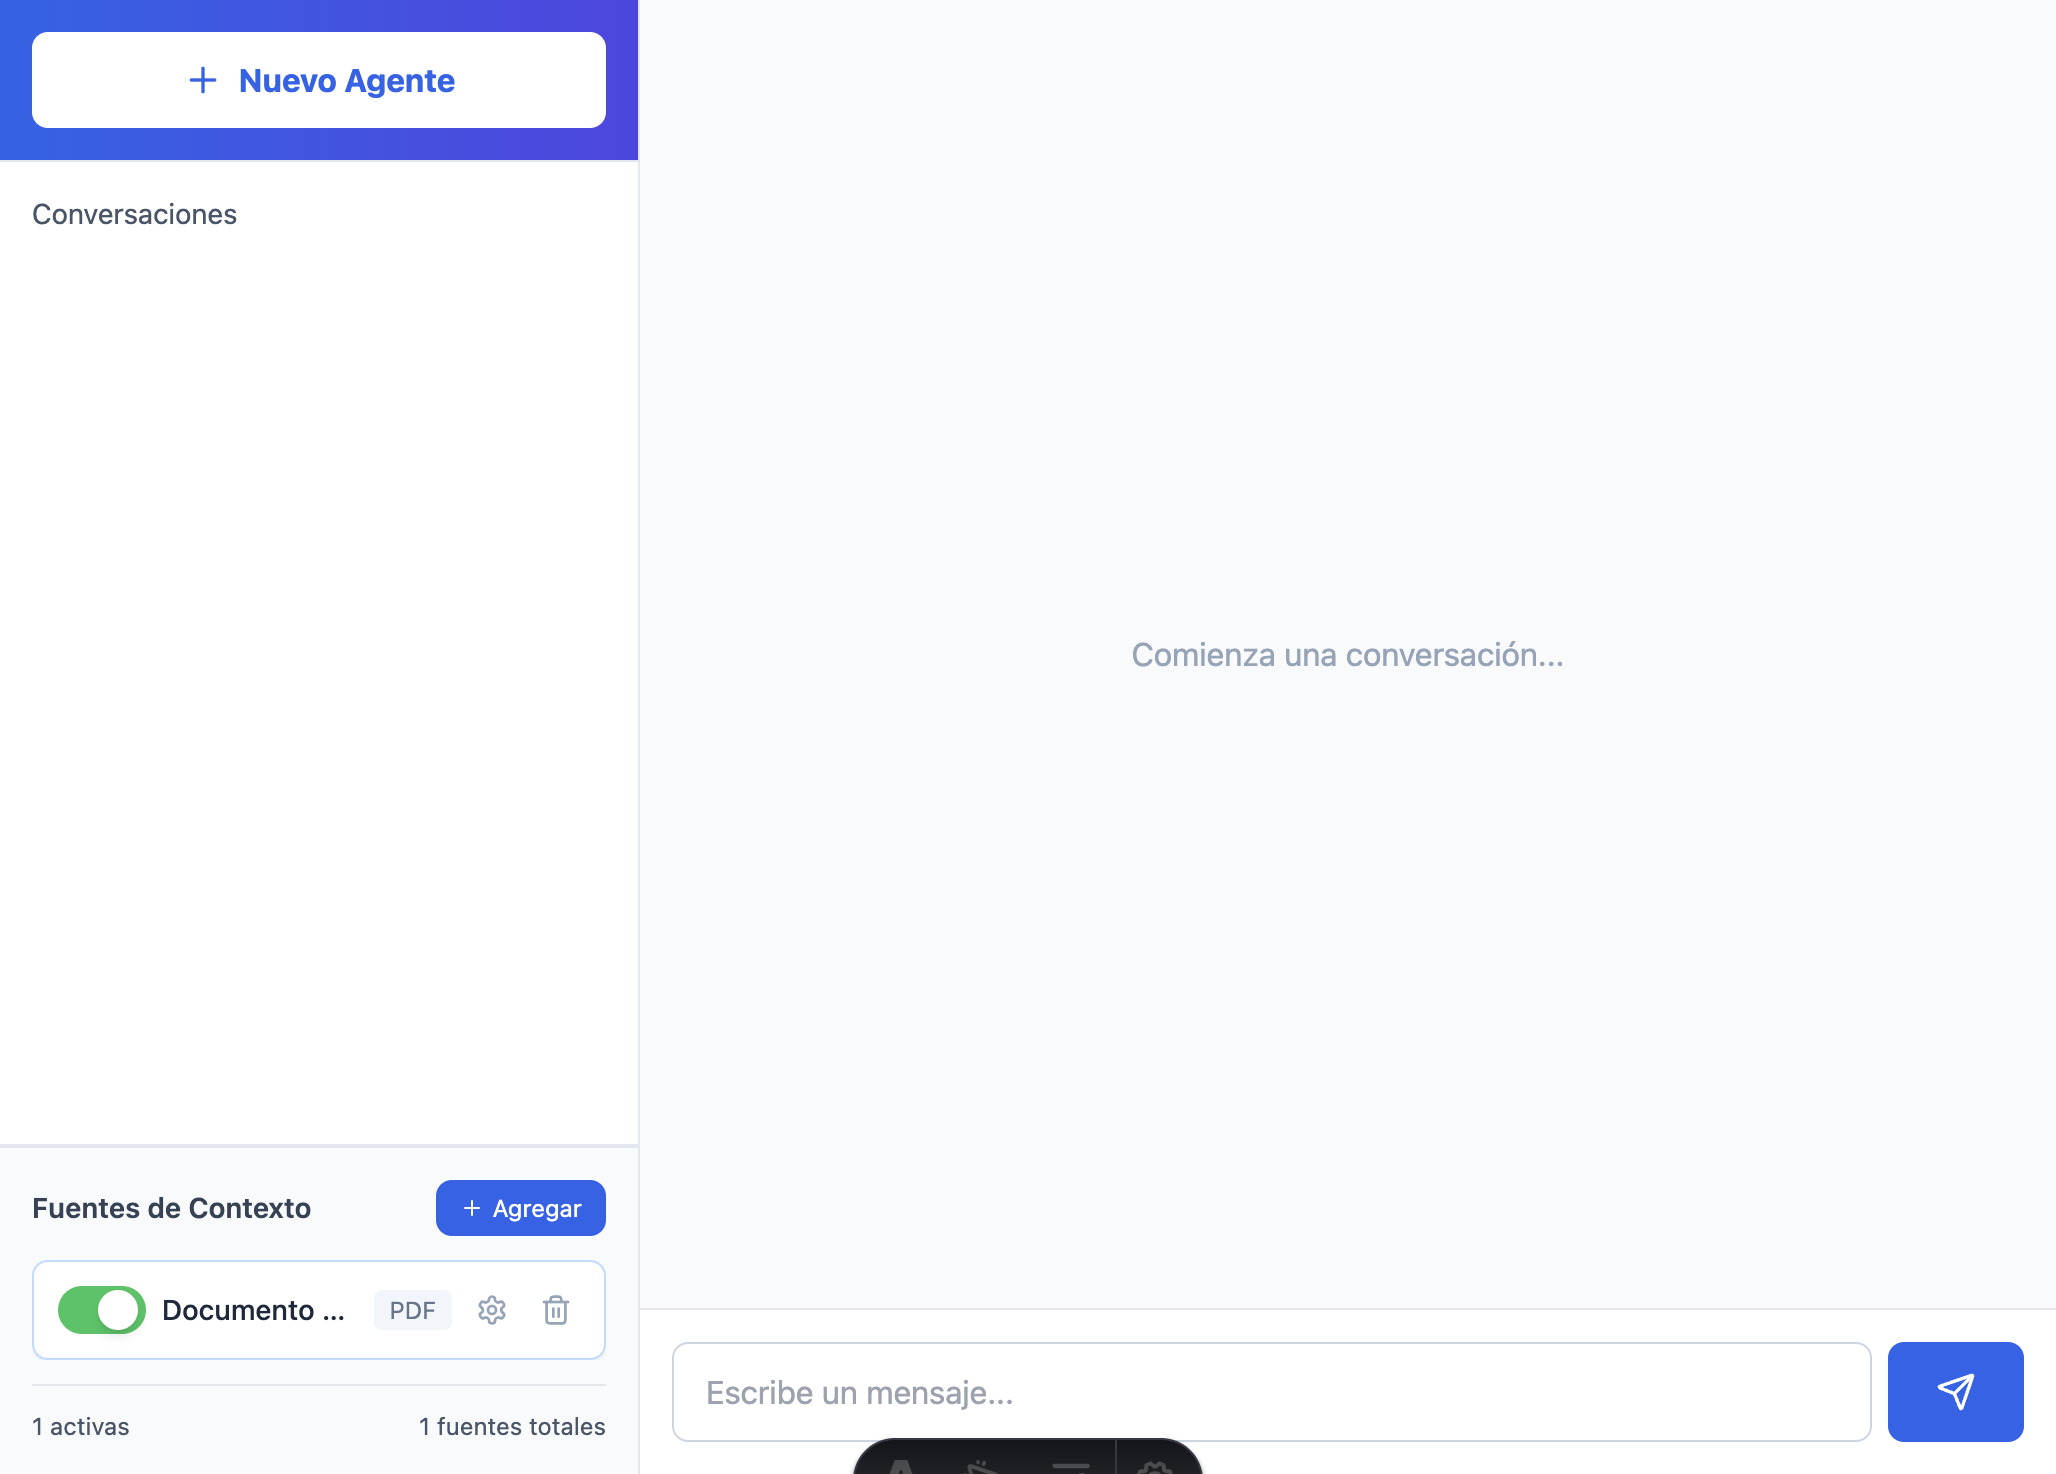 Nuevo Agente
Conversaciones
Comienza una conversación...
Fuentes de Contexto
Agregar
Documento ...
PDF
1 activas
1 fuentes totales
Escribe un mensaje...